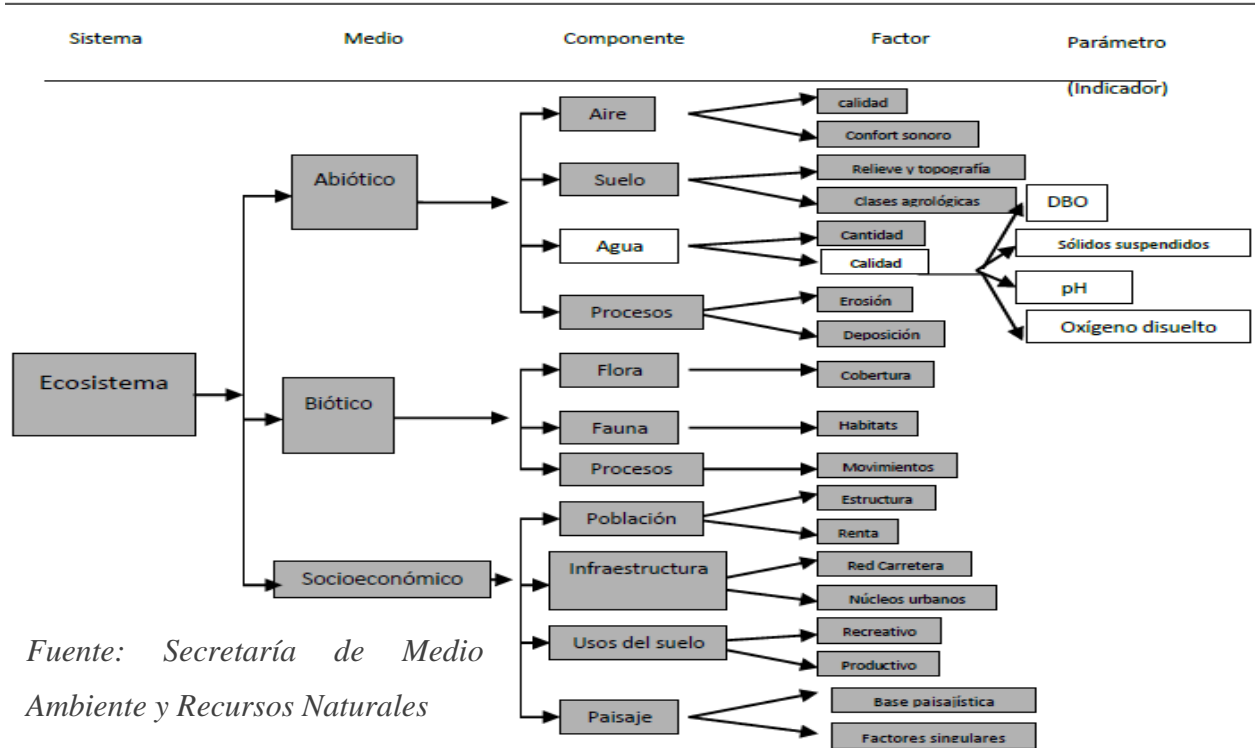 Sistema Medio Componente Factor Parámetro
(Indicador)
Aire
calidad
Confort sonoro
Abiótico
Suelo
Relieve y topografía
Clases agrológicas
DBO
Agua
Cantidad
Calidad
Sólidos suspendidos
pH
Procesos
Erosión
Deposición
Oxígeno disuelto
Ecosistema
Biótico
Flora
Cobertura
Fauna
Habitats
Procesos
Movimientos
Población
Estructura
Renta
Socioeconómico
Infraestructura
Red Carretera
Núcleos urbanos
Usos del suelo
Recreativo
Productivo
Paisaje
Base paisajística
Factores singulares
Fuente: Secretaría de Medio
Ambiente y Recursos Naturales